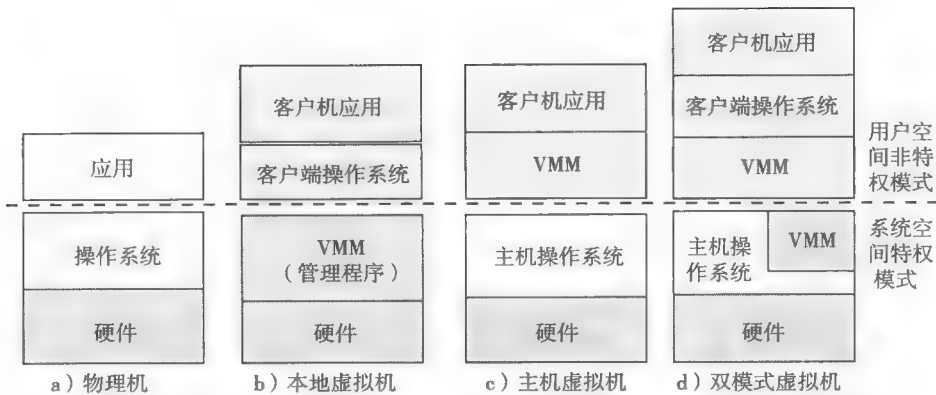 应用
操作系统
硬件
a）物理机
客户机应用
客户端操作系统
VMM
（管理程序）
硬件
b）本地虚拟机
客户机应用
VMM
主机操作系统
硬件
c）主机虚拟机
客户机应用
客户端操作系统
VMM
主机操
作系统
VMM
硬件
d）双模式虚拟机
用户空
间非特
权模式
系统空
间特权
模式